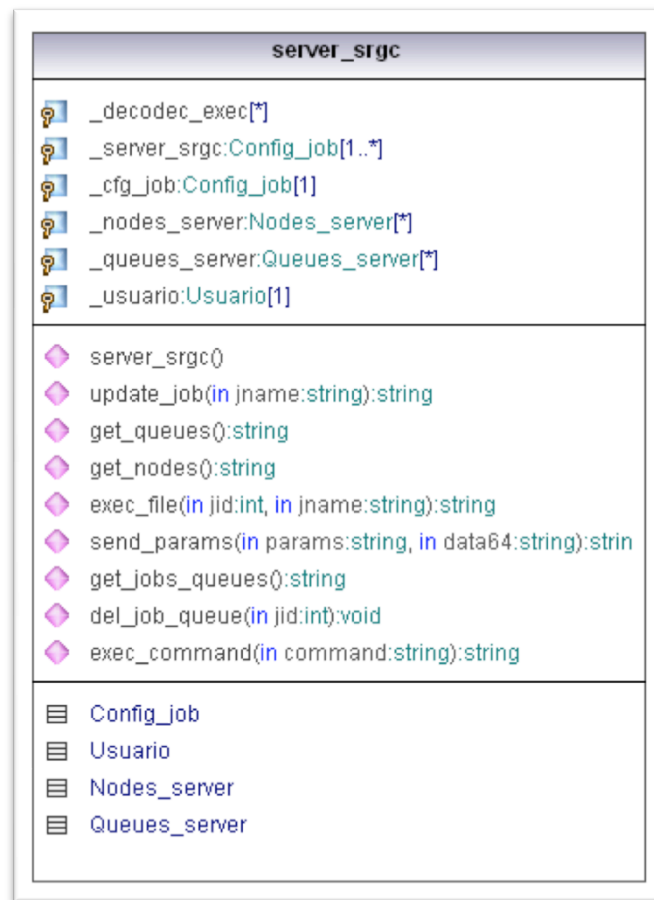 server_srgc
_decodec_exec[*]
_server_srgc:Config_job[1..*]
_cfg_job:Config_job[1]
_nodes_server:Nodes_server[*]
_queues_server:Queues_server[*]
_usuario:Usuario[1]
server_srgc()
update_job(in jname:string):string
get_queues():string
get_nodes():string
exec_file(in jid:int, in jname:string):string
send_params(in params:string, in data64:string):strin
get_jobs_queues():string
del_job_queue(in jid:int):void
exec_command(in command:string):string
Config_job
Usuario
Nodes_server
Queues_server